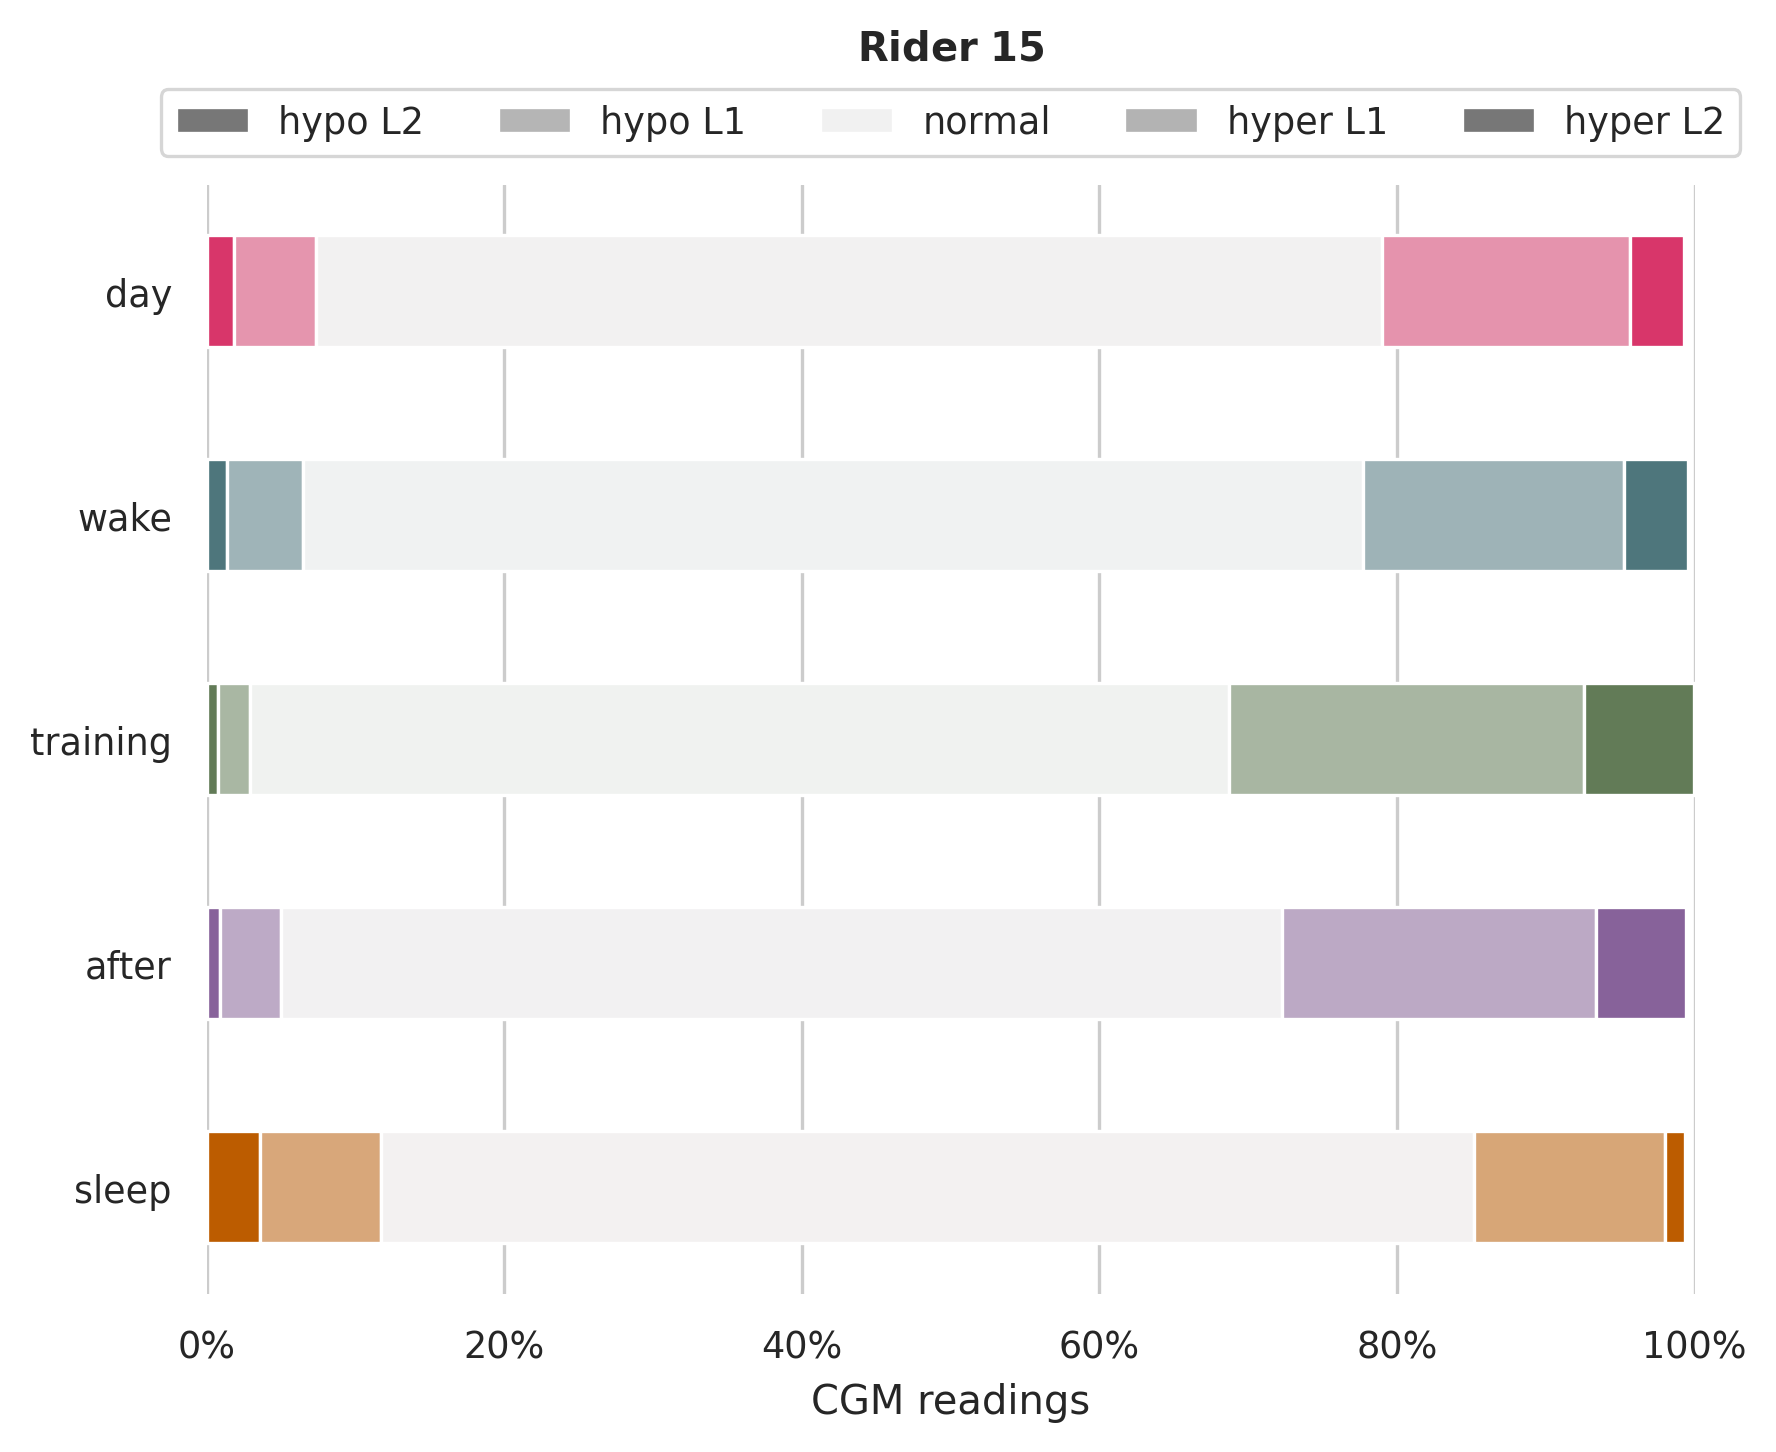 Rider 15
hypo L2 hypo L1 normal hyper L1 hyper L2
day
wake
training
after
sleep
0% 20% 40% 60% 80% 100%
CGM readings